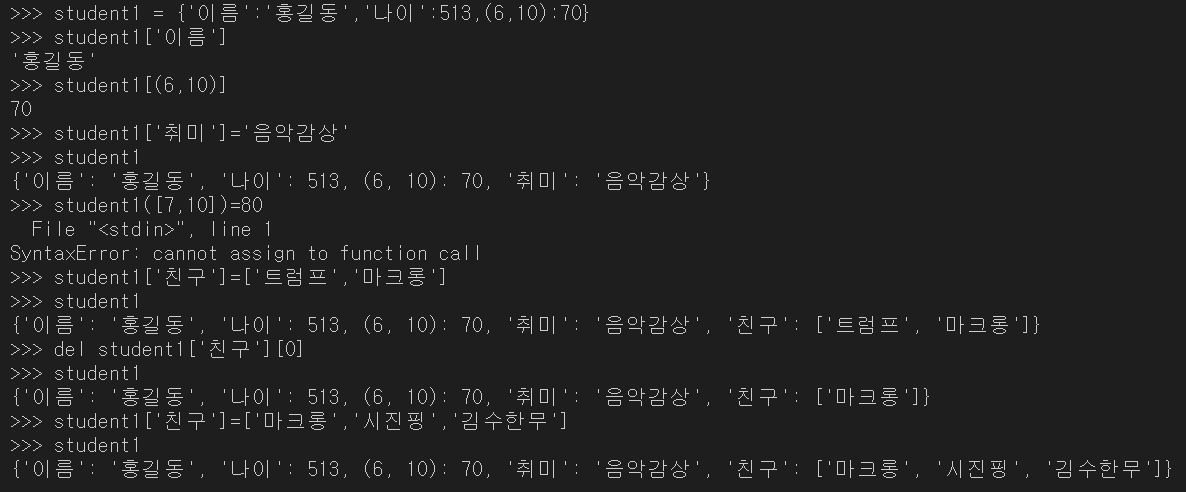 >>> student1 = {'이름':'홍길동','나이':513,(6,10):70}
>>> student1['이름']
'홍길동'
>>> student1[(6,10)]
70
>>> student1['취미']='음악감상'
>>> student1
{'이름': '홍길동', '나이': 513, (6, 10): 70, '취미': '음악감상'}
>>> student1([7,10])=80
  File "<stdin>", line 1
SyntaxError: cannot assign to function call
>>> student1['친구']=['트럼프','마크롱']
>>> student1
{'이름': '홍길동', '나이': 513, (6, 10): 70, '취미': '음악감상', '친구': ['트럼프', '마크롱']}
>>> del student1['친구'][0]
>>> student1
{'이름': '홍길동', '나이': 513, (6, 10): 70, '취미': '음악감상', '친구': ['마크롱']}
>>> student1['친구']=['마크롱','시진핑','김수한무']
>>> student1
{'이름': '홍길동', '나이': 513, (6, 10): 70, '취미': '음악감상', '친구': ['마크롱', '시진핑', '김수한무']}